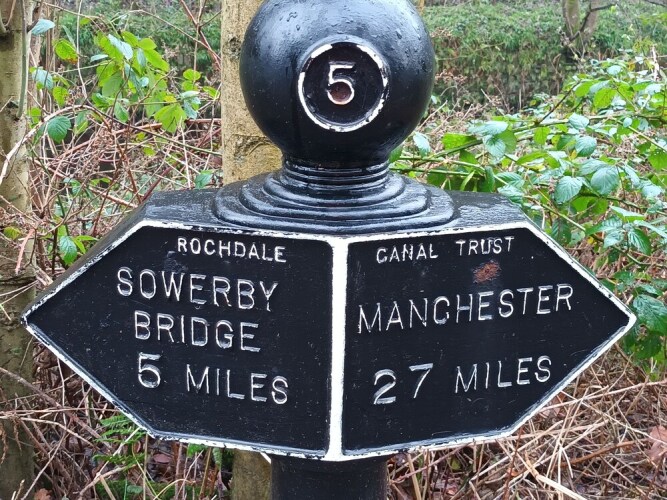 5
ROCHDALE
SOWERBY
BRIDGE
5 MILES
CANAL TRUST
MANCHESTER
27 MILES